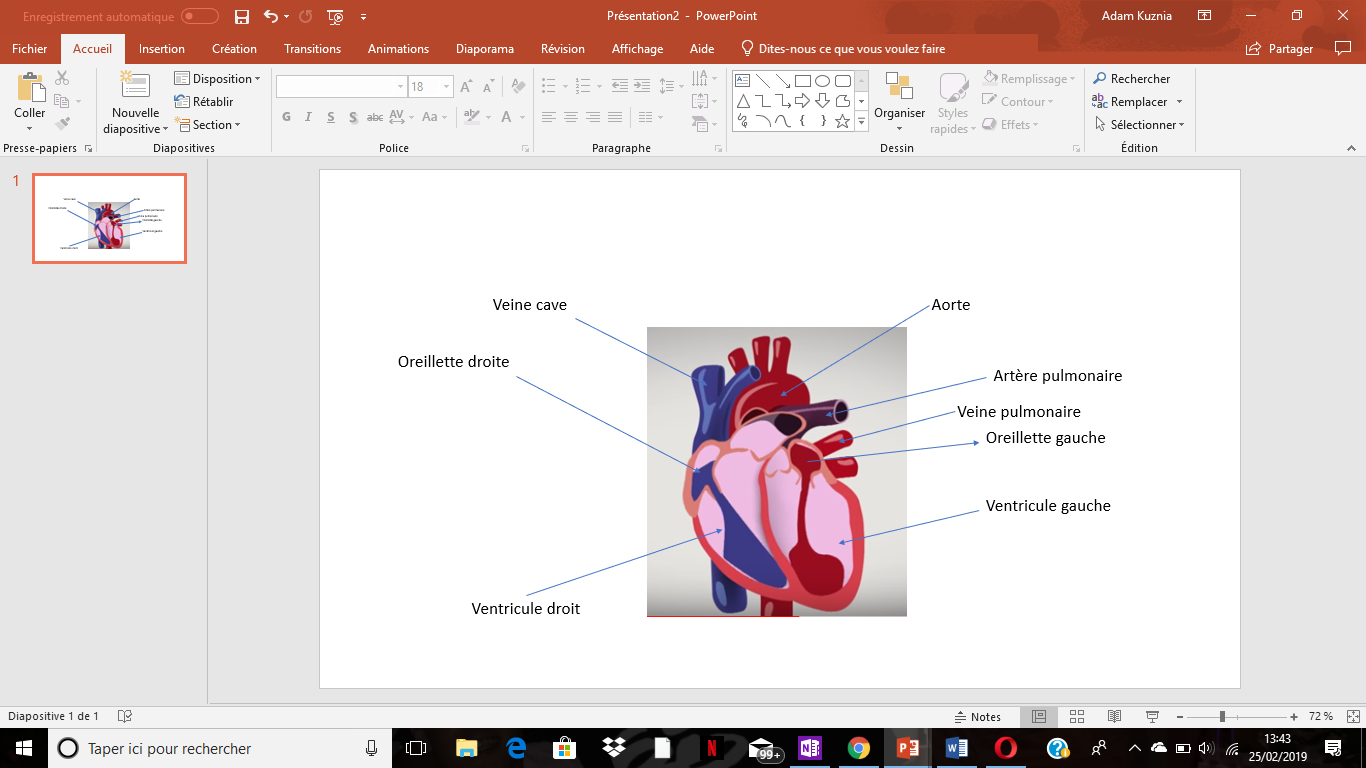 Enregistrement automatique
Présentation2 - PowerPoint
Adam Kuznia
Fichier Accueil Insertion Création Transitions Animations Diaporama Révision Affichage Aide Dites-nous ce que vous voulez faire Partager
Coller
Presse-papiers
Nouvelle
diapositive
Disposition
Rétablir
Section
Diapositives
18
G I S S abc AV Aa A
Police
Paragraphe
Organiser
Styles
rapides
Remplissage
Contour
Effets
Dessin
Rechercher
Remplacer
Sélectionner
Édition
1
Veine cave
Aorte
Oreillette droite
Artère pulmonaire
Veine pulmonaire
Oreillette gauche
Ventricule gauche
Ventricule droit
Diapositive 1 de 1
Notes
72 %
Taper ici pour rechercher
99+
13:43
25/02/2019